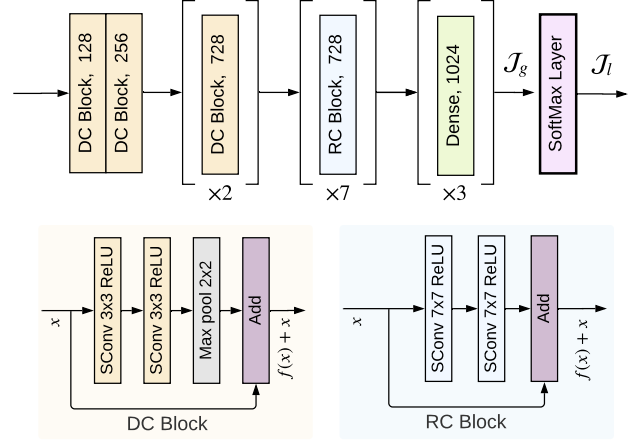 DC Block, 128
DC Block, 256
DC Block, 728
×2
RC Block, 728
×7
Dense, 1024
×3
𝒥g
SoftMax Layer
𝒥l
x
SConv 3x3 ReLU
SConv 3x3 ReLU
Max pool 2x2
Add
f(x) + x
DC Block
x
SConv 7x7 ReLU
SConv 7x7 ReLU
Add
f(x) + x
RC Block